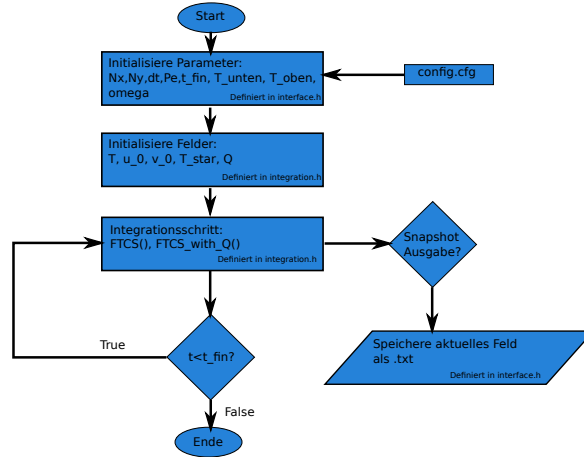 Start
Initialisiere Parameter:
Nx,Ny,dt,Pe,t_fin, T_unten, T_oben,
omega
Definiert in interface.h
config.cfg
Initialisiere Felder:
T, u_0, v_0, T_star, Q
Definiert in integration.h
Integrationsschritt:
FTCS(), FTCS_with_Q()
Definiert in integration.h
Snapshot
Ausgabe?
Speichere aktuelles Feld
als .txt
Definiert in interface.h
True
t<t_fin?
False
Ende